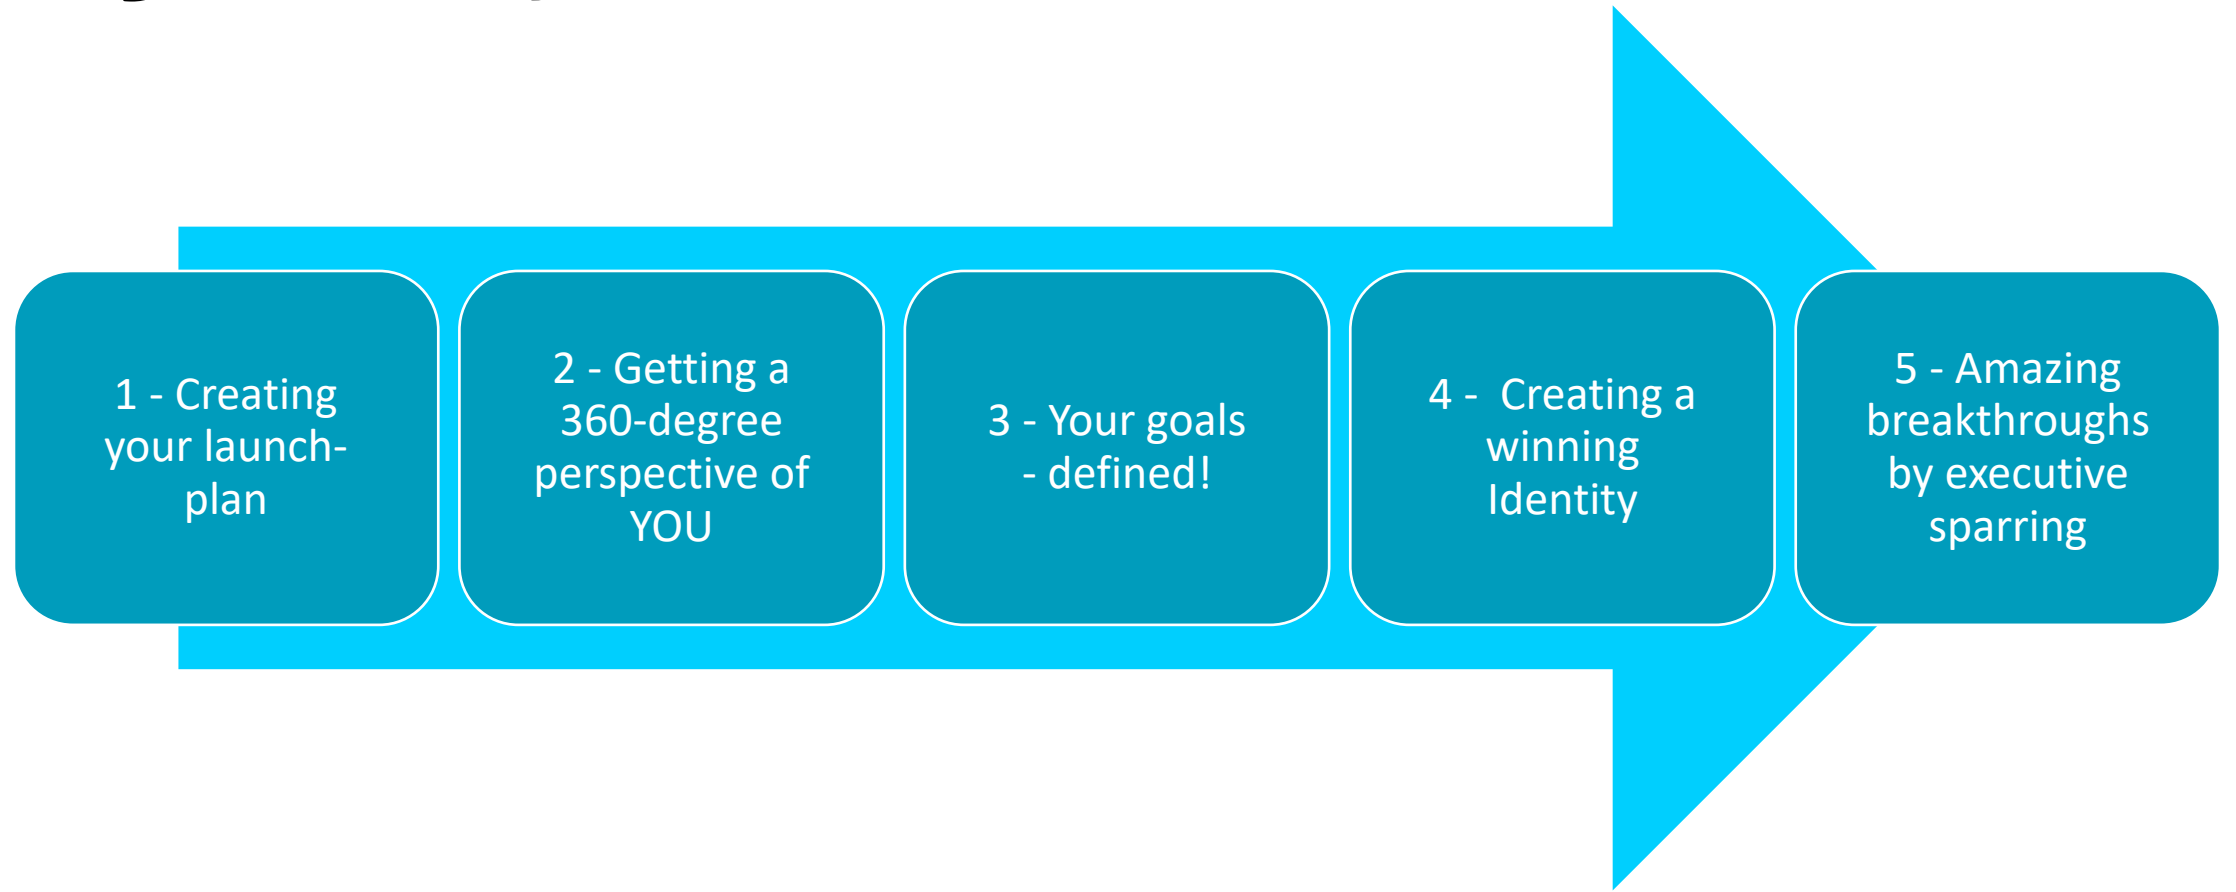 1 - Creating
your launch-
plan
2 - Getting a
360-degree
perspective of
YOU
3 - Your goals
- defined!
4 -  Creating a
winning
Identity
5 - Amazing
breakthroughs
by executive
sparring